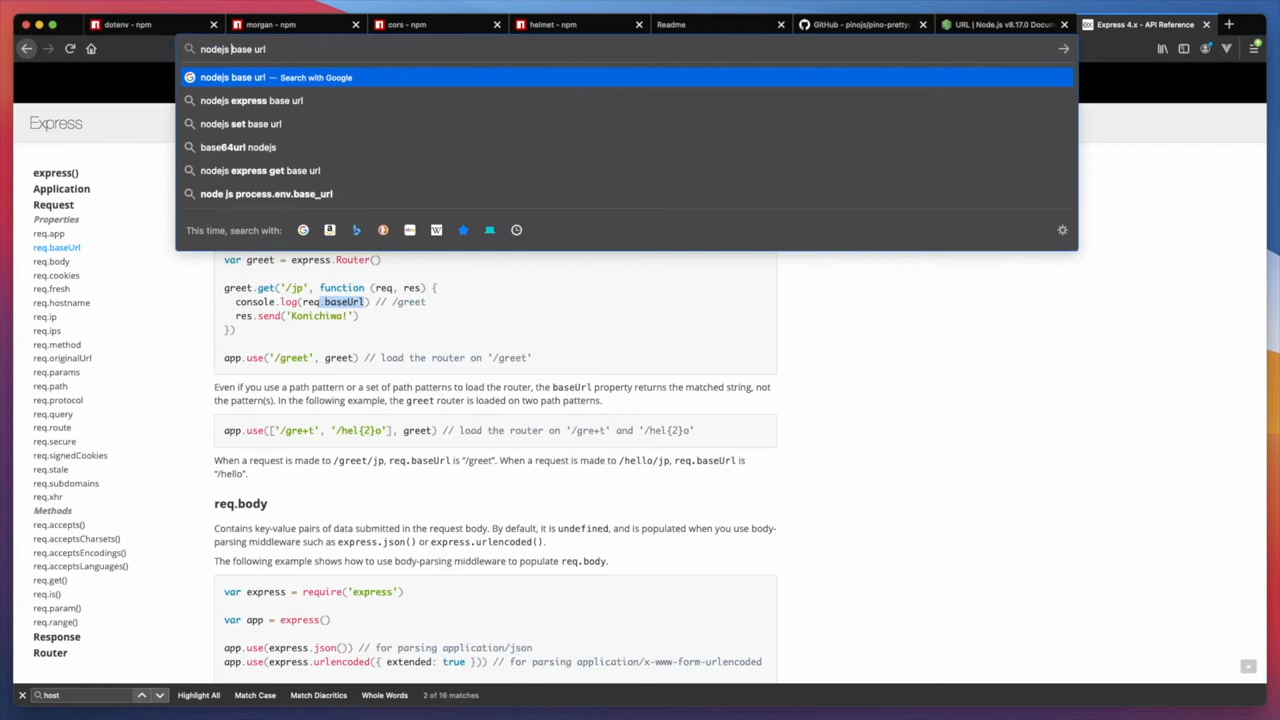 dotenv - npm
morgan - npm
cors - npm
helmet - npm
Readme
GitHub - pinojs/pino-pretty:
URL | Node.js v8.17.0 Docum
Express 4.x - API Reference
nodejs base url
nodejs base url — Search with Google
nodejs express base url
nodejs set base url
base64url nodejs
nodejs express get base url
node js process.env.base_url
This time, search with:
Express
express()
Application
Request
Properties
req.app
req.baseUrl
req.body
req.cookies
req.fresh
req.hostname
req.ip
req.ips
req.method
req.originalUrl
req.params
req.path
req.protocol
req.query
req.route
req.secure
req.signedCookies
req.stale
req.subdomains
req.xhr
Methods
req.accepts()
req.acceptsCharsets()
req.acceptsEncodings()
req.acceptsLanguages()
req.get()
req.is()
req.param()
req.range()
Response
Router
var greet = express.Router()
greet.get('/jp', function (req, res) {
console.log(req.baseUrl) // /greet
res.send('Konichiwa!')
})
app.use('/greet', greet) // load the router on '/greet'
Even if you use a path pattern or a set of path patterns to load the router, the baseUrl property returns the matched string, not
the pattern(s). In the following example, the greet router is loaded on two path patterns.
app.use(['/gre+t', '/hel{2}o'], greet) // load the router on '/gre+t' and '/hel{2}o'
When a request is made to /greet/jp, req.baseUrl is “/greet”. When a request is made to /hello/jp, req.baseUrl is
“/hello”.
req.body
Contains key-value pairs of data submitted in the request body. By default, it is undefined, and is populated when you use body-
parsing middleware such as express.json() or express.urlencoded().
The following example shows how to use body-parsing middleware to populate req.body.
var express = require('express')
var app = express()
app.use(express.json()) // for parsing application/json
app.use(express.urlencoded({ extended: true })) // for parsing application/x-www-form-urlencoded
host
Highlight All
Match Case
Match Diacritics
Whole Words
2 of 16 matches